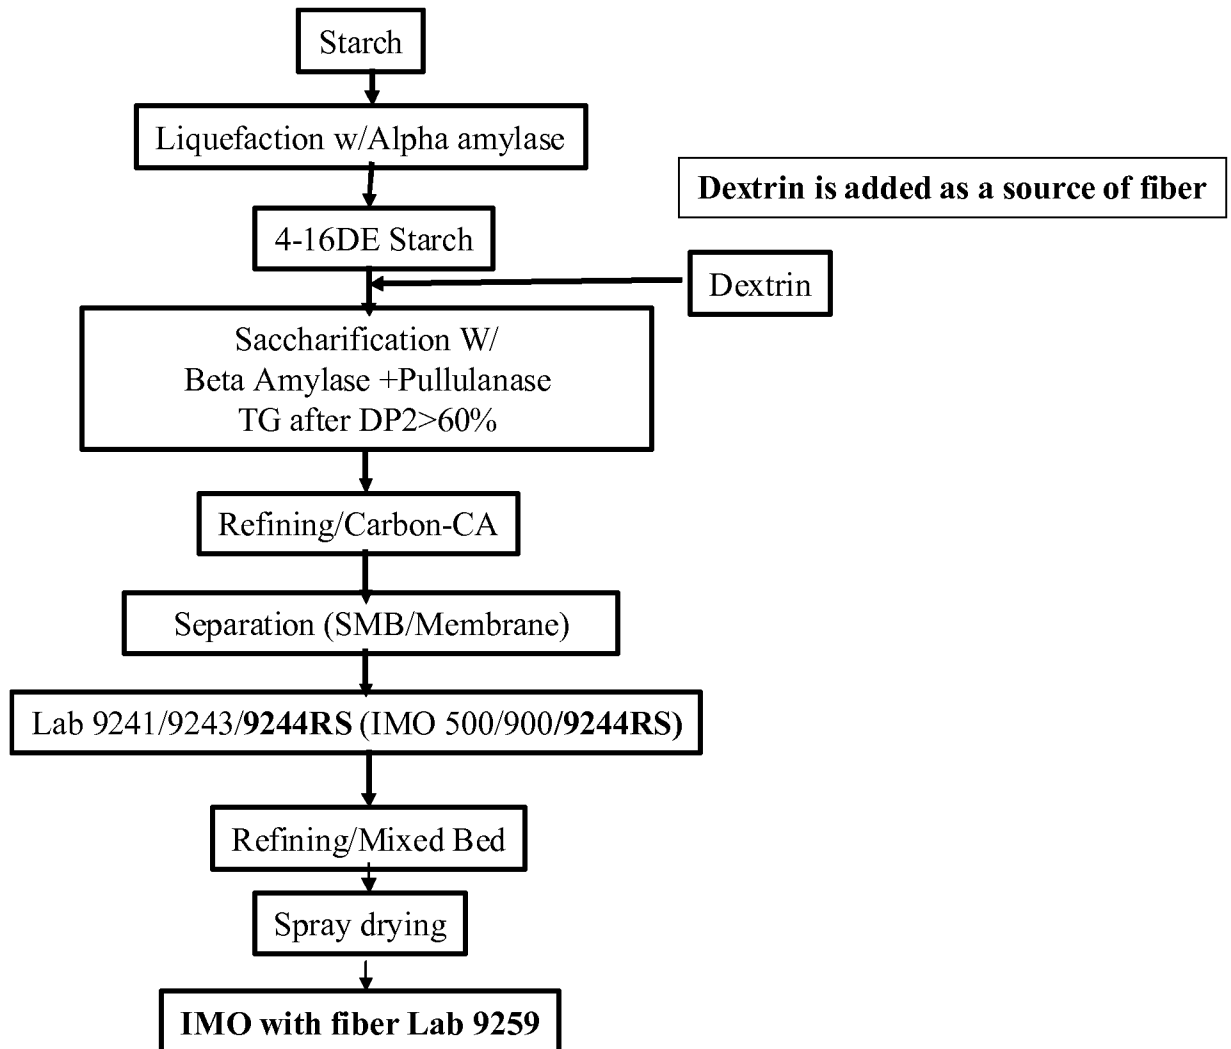 Starch
Liquefaction w/Alpha amylase
Dextrin is added as a source of fiber
4-16DE Starch
Dextrin
Saccharification W/
Beta Amylase +Pullulanase
TG after DP2>60%
Refining/Carbon-CA
Separation (SMB/Membrane)
Lab 9241/9243/9244RS (IMO 500/900/9244RS)
Refining/Mixed Bed
Spray drying
IMO with fiber Lab 9259